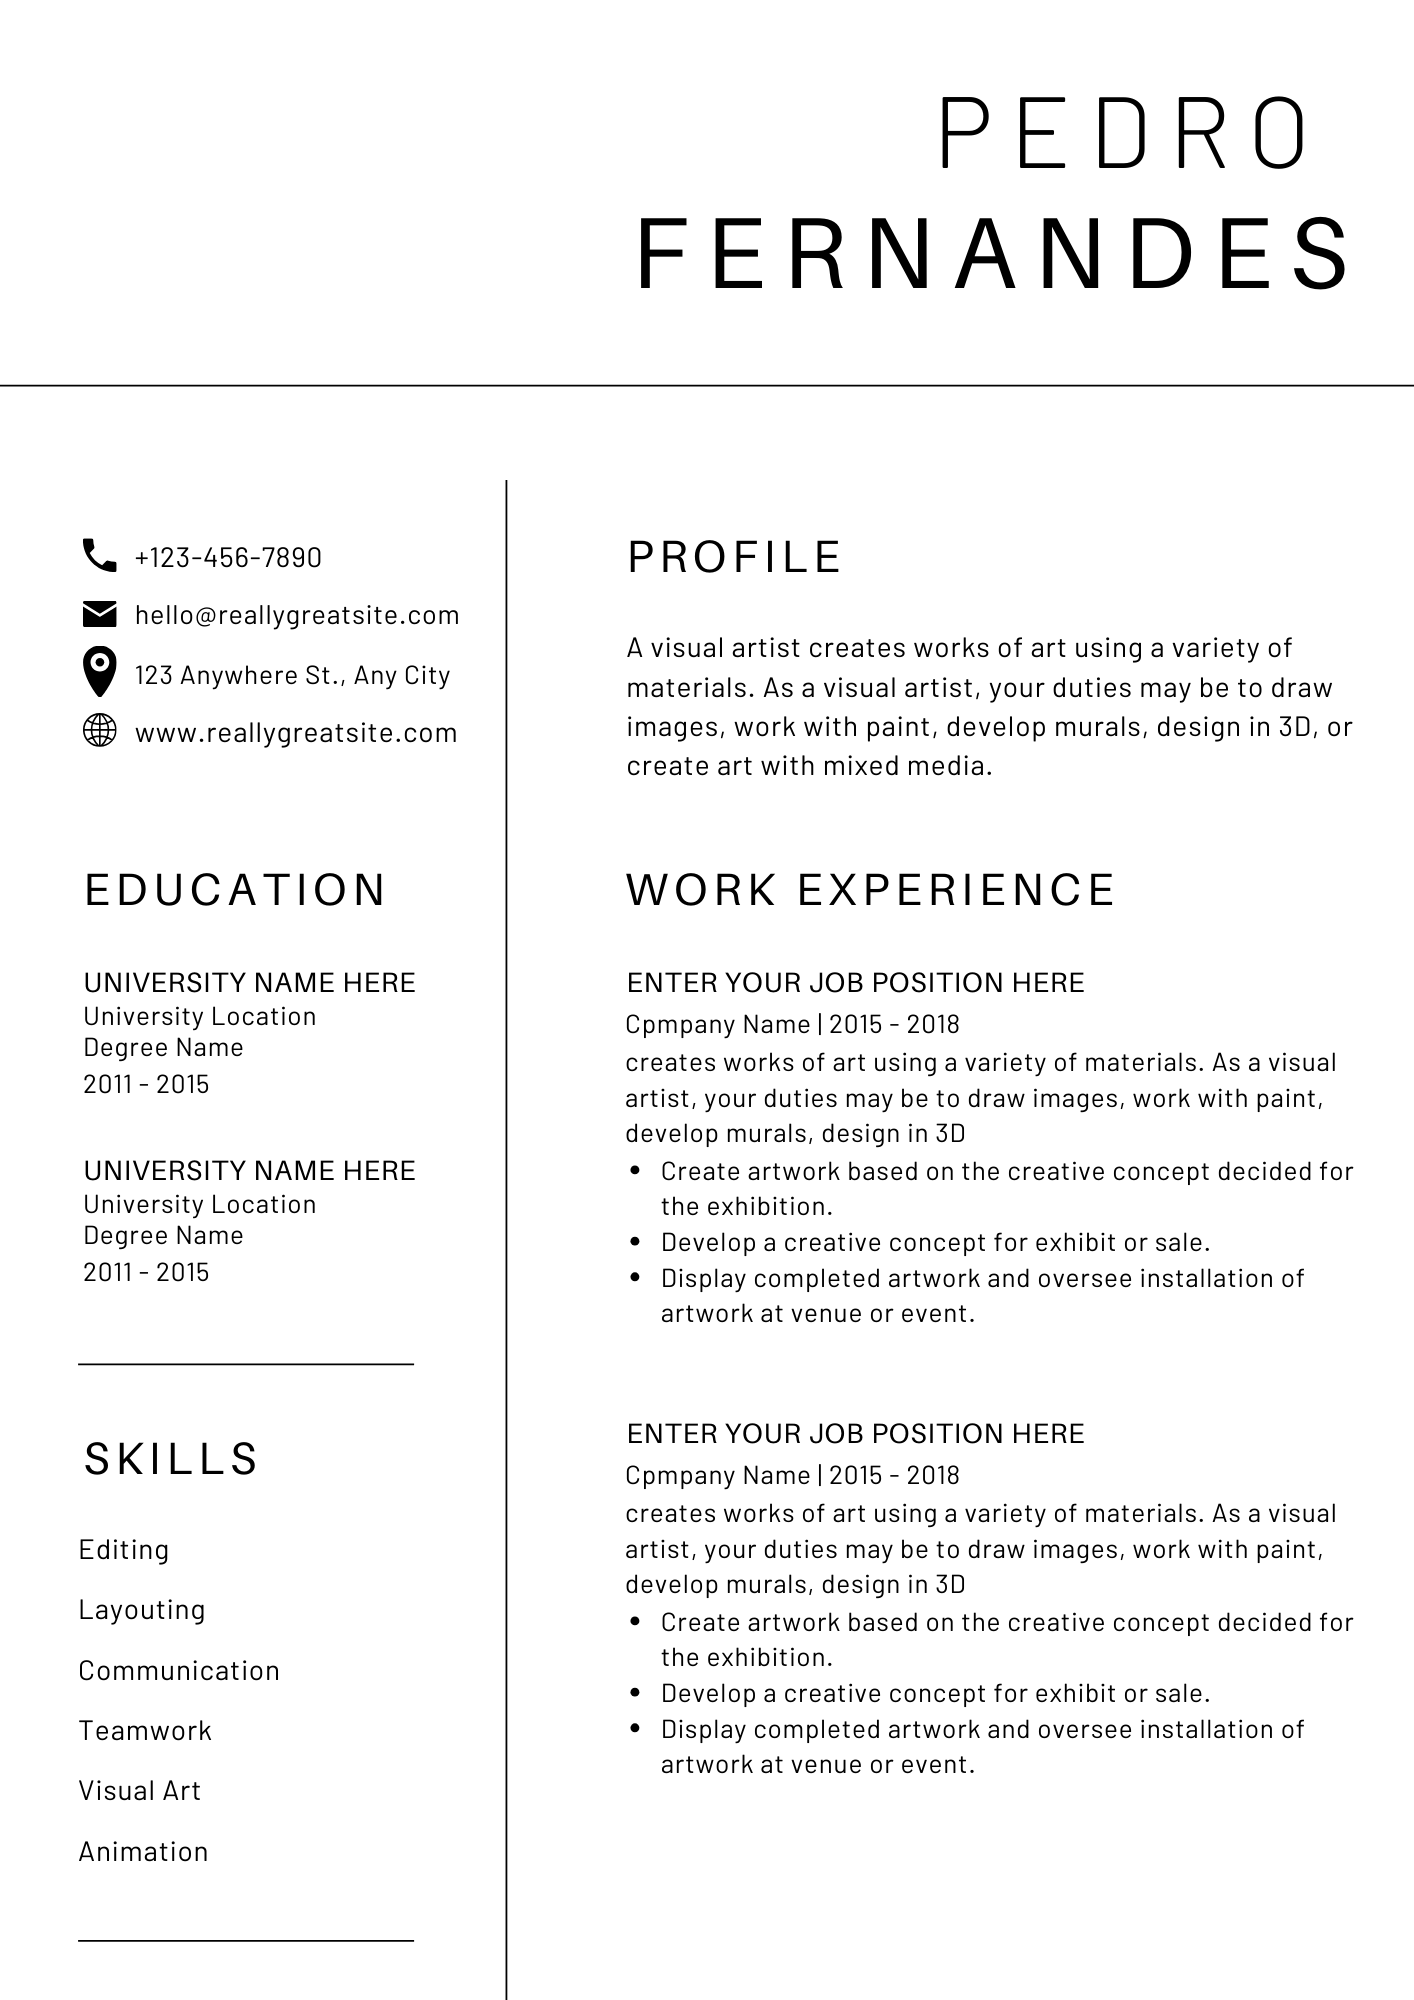 PEDRO
FERNANDES
+123-456-7890
hello@reallygreatsite.com
123 Anywhere St., Any City
www.reallygreatsite.com
EDUCATION
UNIVERSITY NAME HERE
University Location
Degree Name
2011 - 2015
UNIVERSITY NAME HERE
University Location
Degree Name
2011 - 2015
SKILLS
Editing
Layouting
Communication
Teamwork
Visual Art
Animation
PROFILE
A visual artist creates works of art using a variety of
materials. As a visual artist, your duties may be to draw
images, work with paint, develop murals, design in 3D, or
create art with mixed media.
WORK EXPERIENCE
ENTER YOUR JOB POSITION HERE
Cpmpany Name | 2015 - 2018
creates works of art using a variety of materials. As a visual
artist, your duties may be to draw images, work with paint,
develop murals, design in 3D
• Create artwork based on the creative concept decided for
the exhibition.
• Develop a creative concept for exhibit or sale.
• Display completed artwork and oversee installation of
artwork at venue or event.
ENTER YOUR JOB POSITION HERE
Cpmpany Name | 2015 - 2018
creates works of art using a variety of materials. As a visual
artist, your duties may be to draw images, work with paint,
develop murals, design in 3D
• Create artwork based on the creative concept decided for
the exhibition.
• Develop a creative concept for exhibit or sale.
• Display completed artwork and oversee installation of
artwork at venue or event.